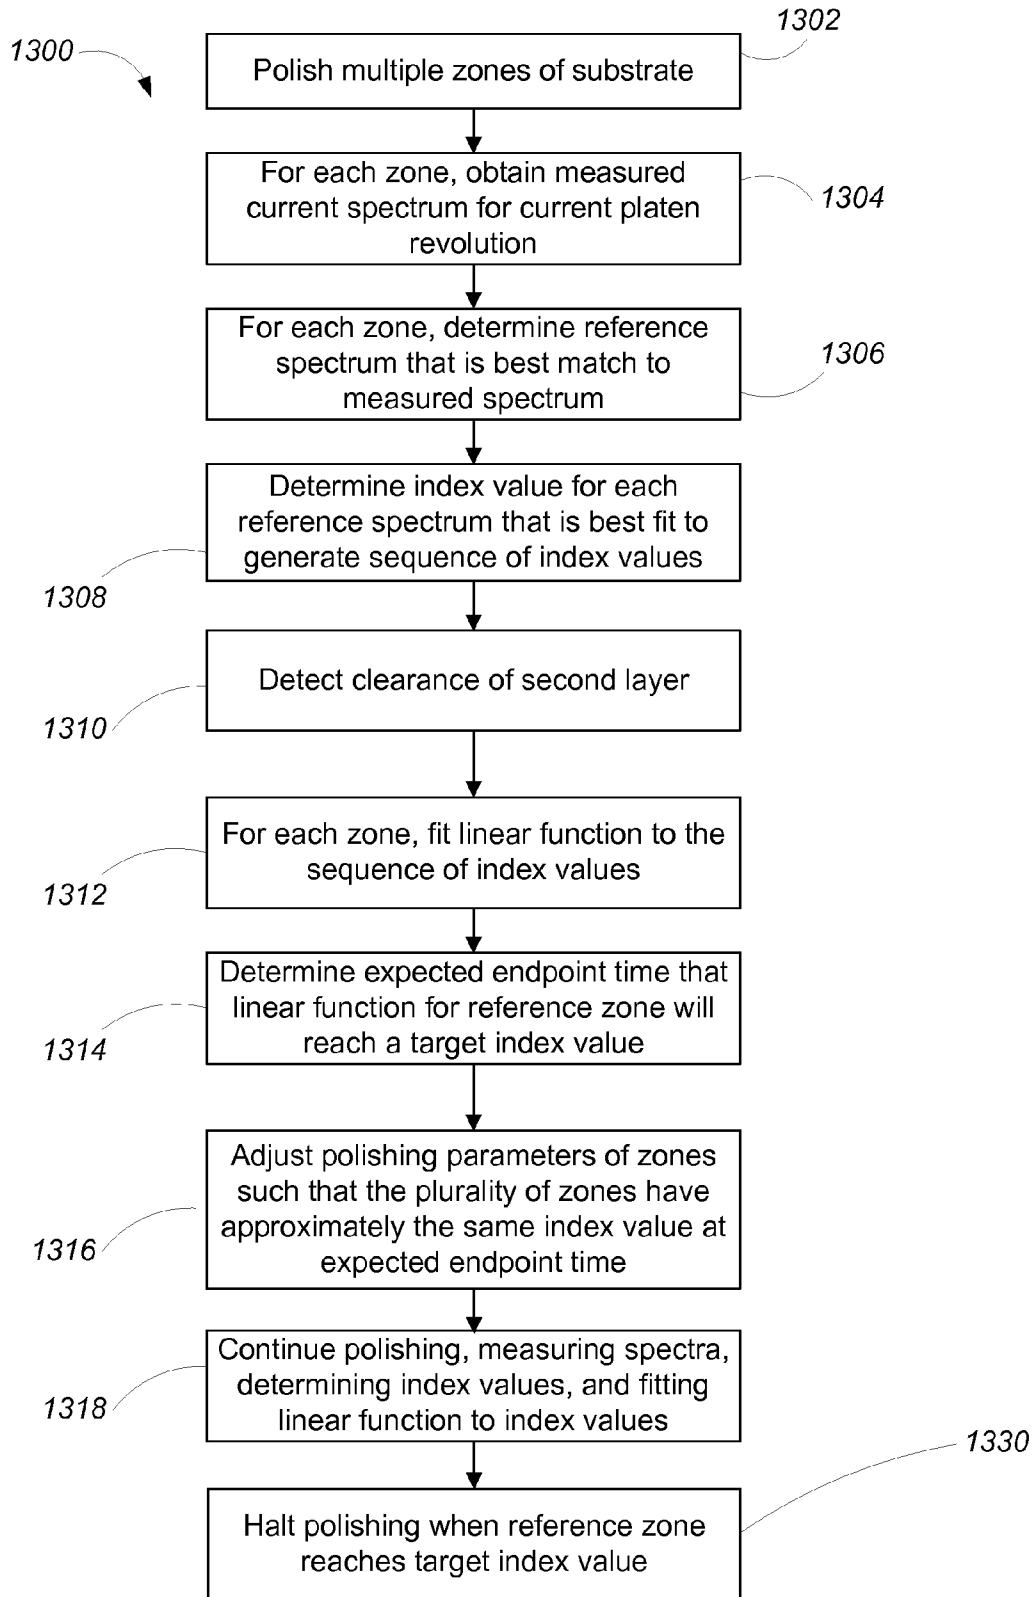 1300
1302
Polish multiple zones of substrate
For each zone, obtain measured
current spectrum for current platen
revolution
1304
For each zone, determine reference
spectrum that is best match to
measured spectrum
1306
Determine index value for each
reference spectrum that is best fit to
generate sequence of index values
1308
Detect clearance of second layer
1310
For each zone, fit linear function to the
sequence of index values
1312
Determine expected endpoint time that
linear function for reference zone will
reach a target index value
1314
Adjust polishing parameters of zones
such that the plurality of zones have
approximately the same index value at
expected endpoint time
1316
Continue polishing, measuring spectra,
determining index values, and fitting
linear function to index values
1318
1330
Halt polishing when reference zone
reaches target index value